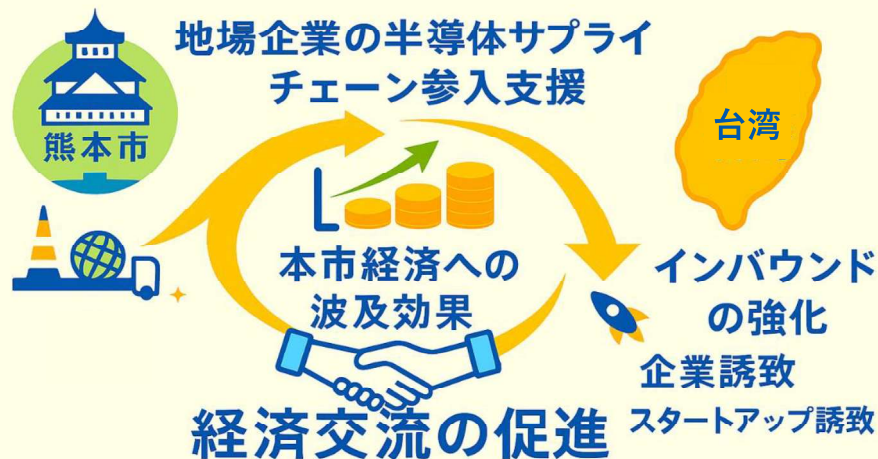 地場企業の半導体サプライ
チェーン参入支援
熊本市
台湾
本市経済への
波及効果
インバウンド
の強化
企業誘致
スタートアップ誘致
経済交流の促進